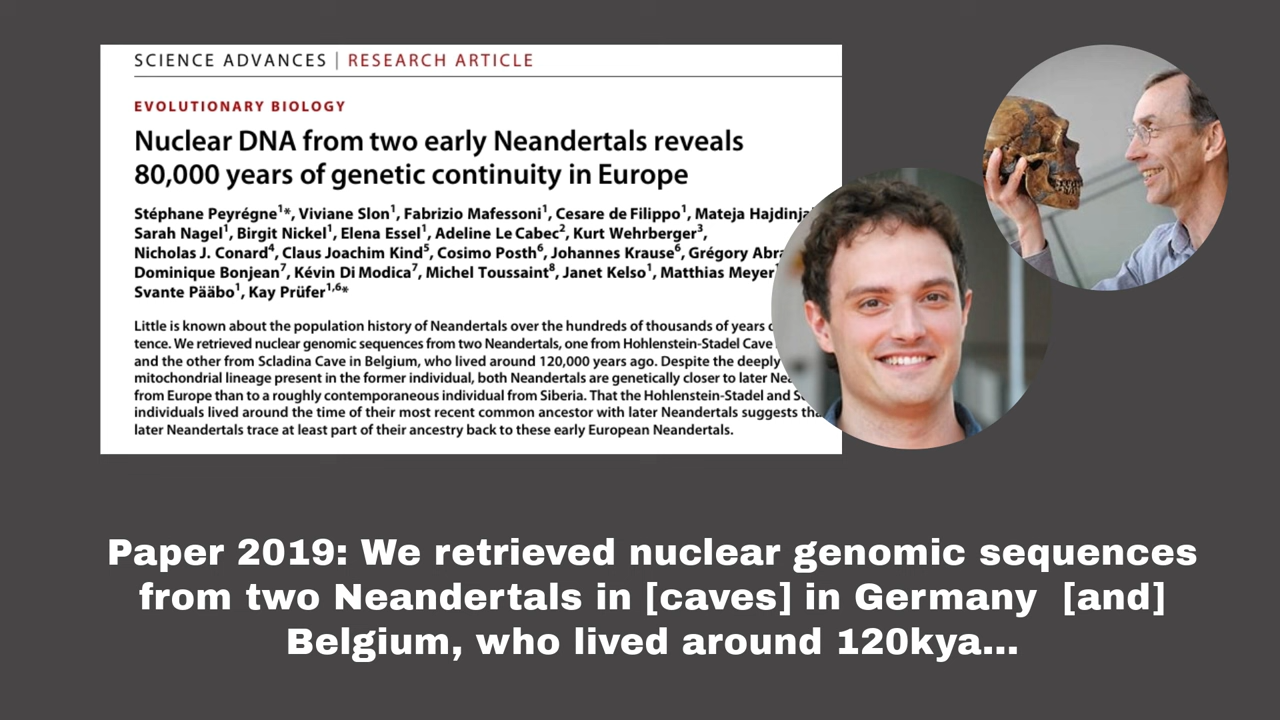 SCIENCE ADVANCES | RESEARCH ARTICLE
EVOLUTIONARY BIOLOGY
Nuclear DNA from two early Neandertals reveals
80,000 years of genetic continuity in Europe
Stéphane Peyrégne¹*, Viviane Slon¹, Fabrizio Mafessoni¹, Cesare de Filippo¹, Mateja
Sarah Nagel¹, Birgit Nickel¹, Elena Essel¹, Adeline Le Cabec², Kurt Wehrberger³,
Nicholas J. Conard⁴, Claus Joachim Kind⁵, Cosimo Posth⁶, Johannes Krause⁶, Grégory
Dominique Bonjean⁷, Kévin Di Modica⁷, Michel Toussaint⁸, Janet Kelso¹, Matthias Meyer
Svante Pääbo¹, Kay Prüfer¹,⁶*
Little is known about the population history of Neandertals over the hundreds of thousands of years
tence. We retrieved nuclear genomic sequences from two Neandertals, one from Hohlenstein-Stadel Cave
and the other from Scladina Cave in Belgium, who lived around 120,000 years ago. Despite the deeply
mitochondrial lineage present in the former individual, both Neandertals are genetically closer to later
from Europe than to a roughly contemporaneous individual from Siberia. That the Hohlenstein-Stadel and
individuals lived around the time of their most recent common ancestor with later Neandertals suggests
later Neandertals trace at least part of their ancestry back to these early European Neandertals.
Paper 2019: We retrieved nuclear genomic sequences
from two Neandertals in [caves] in Germany [and]
Belgium, who lived around 120kya...